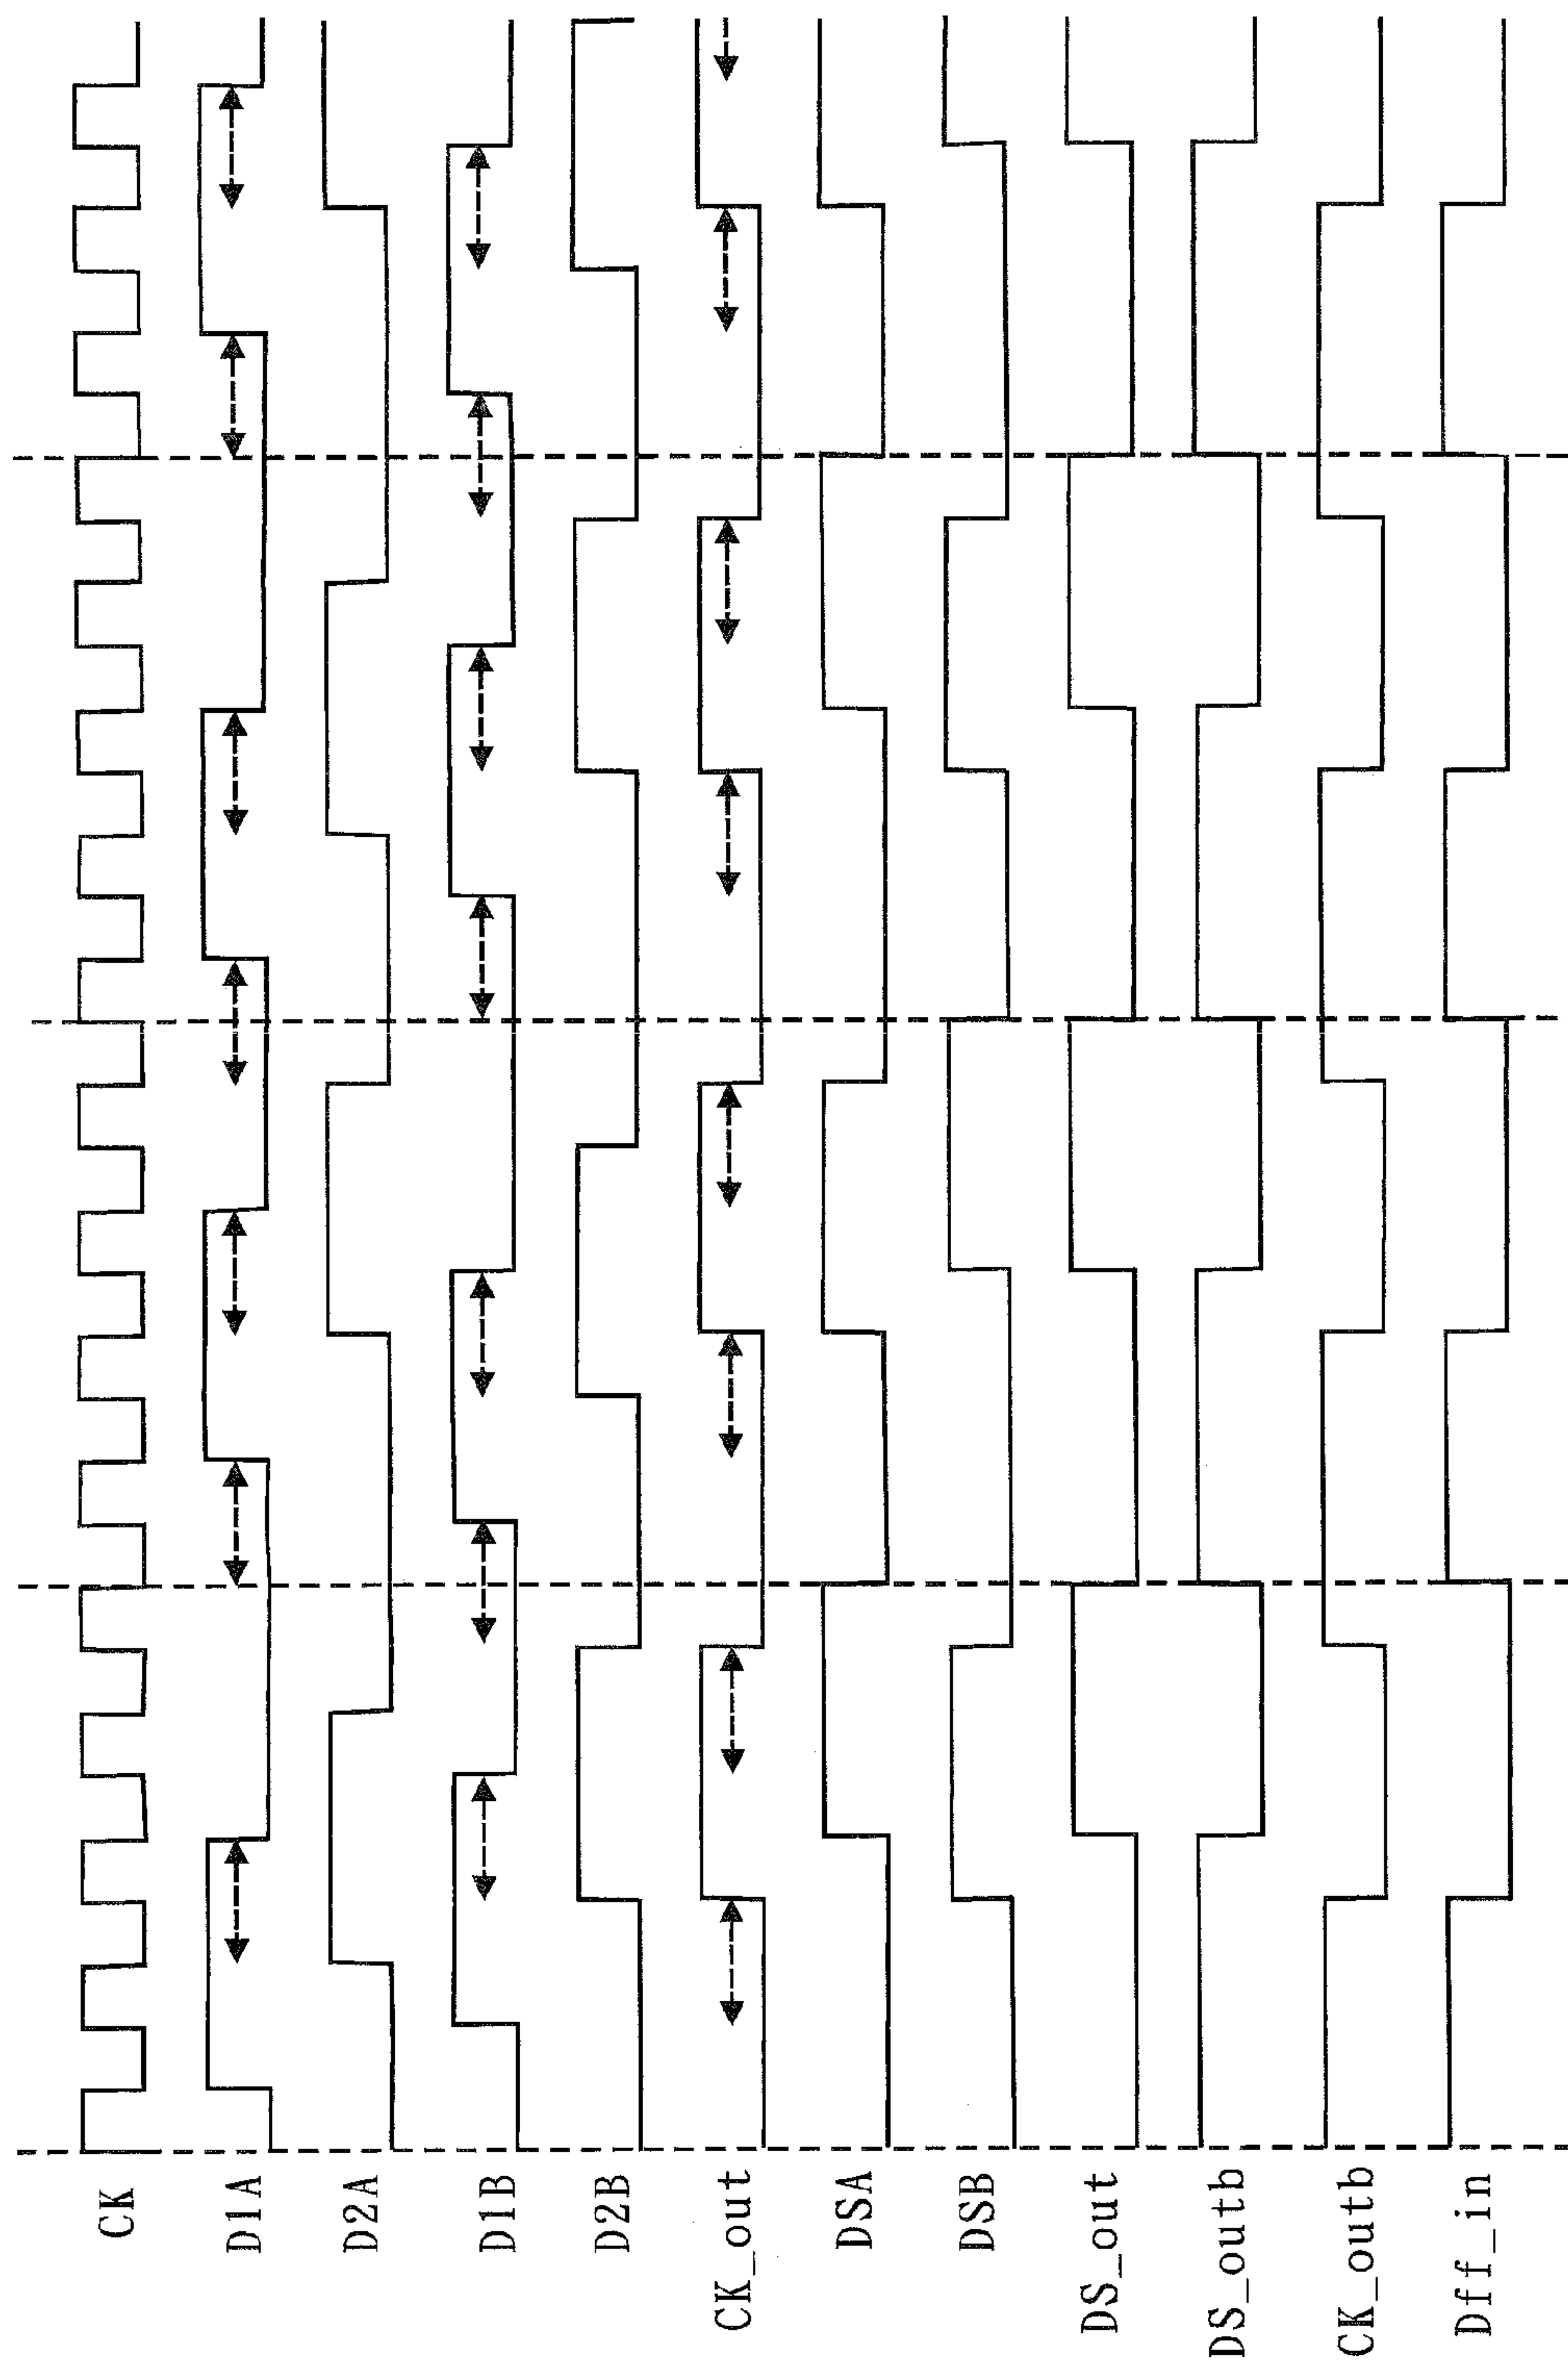 CK
D1A
D2A
D1B
D2B
CK_out
DSA
DSB
DS_out
DS_outb
CK_outb
Dff_in